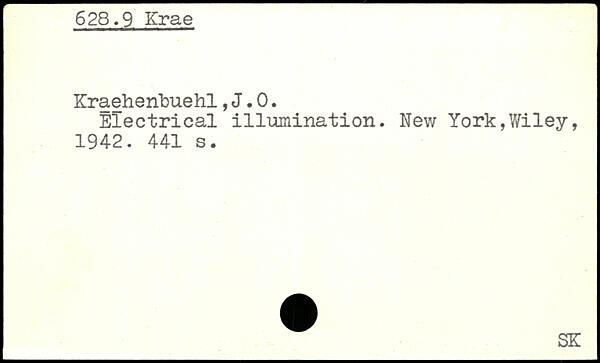 628.9 Krae
Kraehenbuehl,J.O.
Electrical illumination. New York,Wiley,
1942. 441 s.
SK